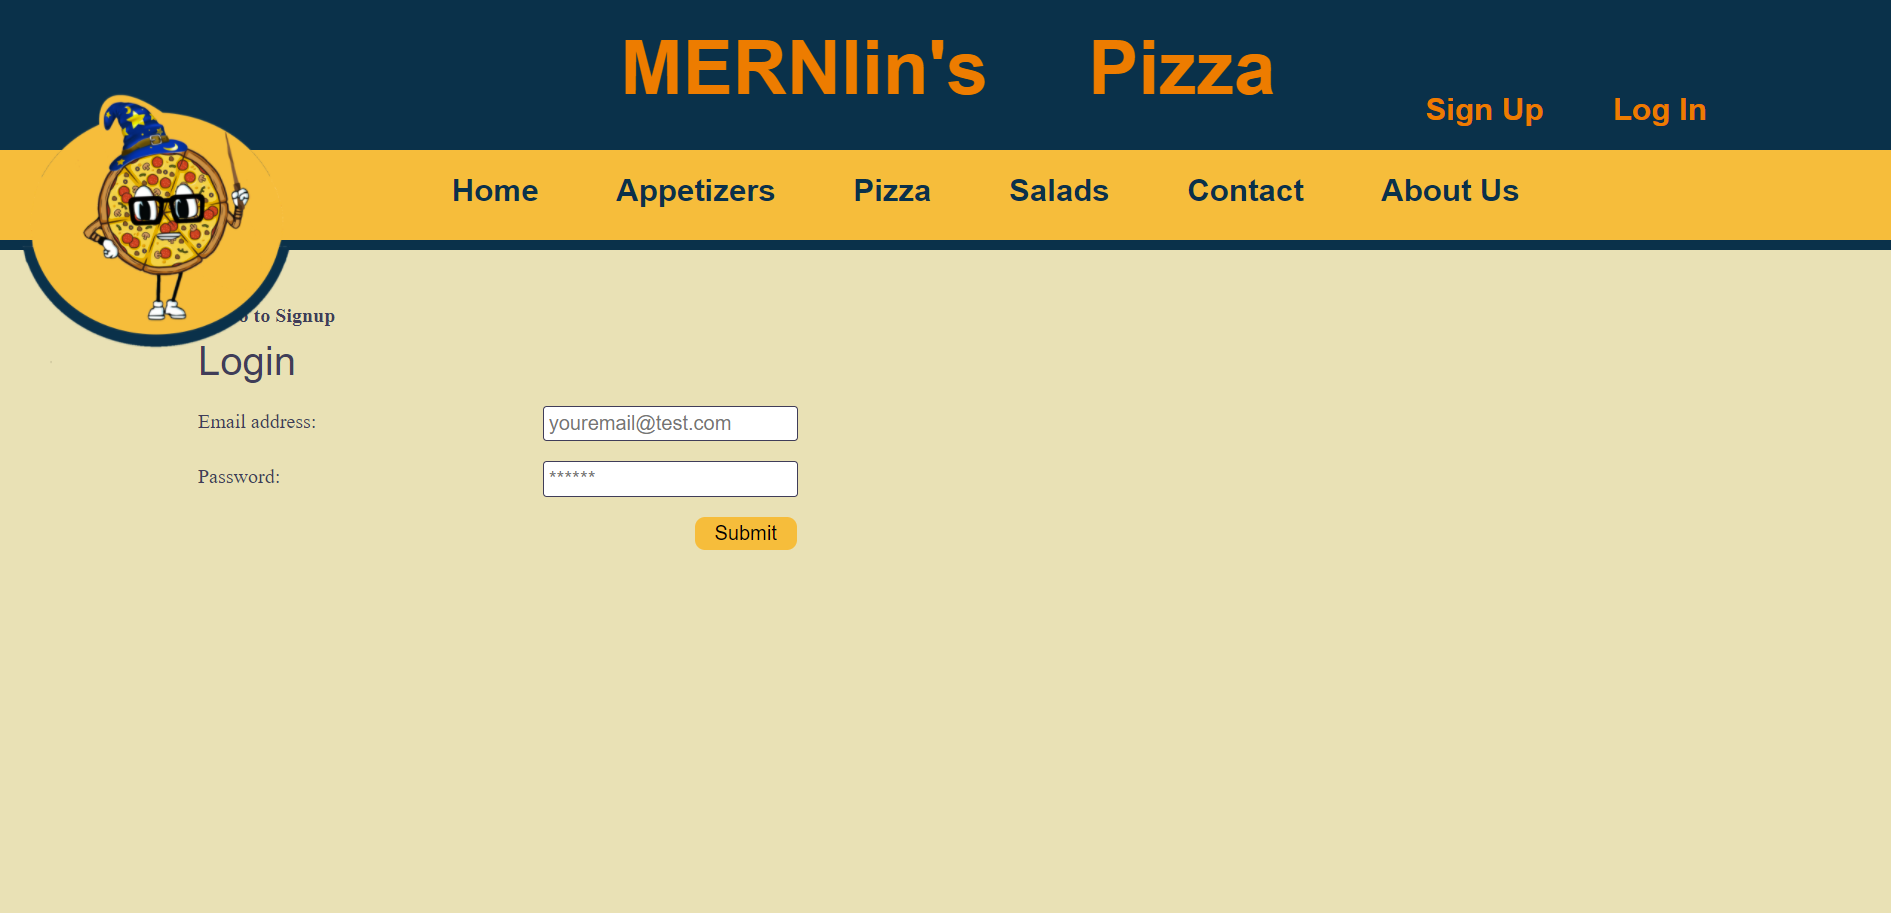 MERNlin's Pizza
Sign Up Log In
Home Appetizers Pizza Salads Contact About Us
to Signup
Login
Email address: youremail@test.com
Password: ******
Submit